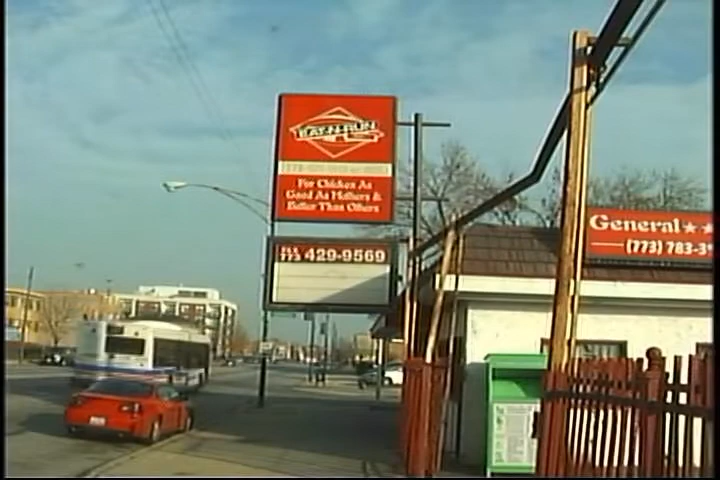 EAT-N-RUN
For Chicken As
Good As Mothers &
Better Than Others
773 429-9569
General
(773) 783-3